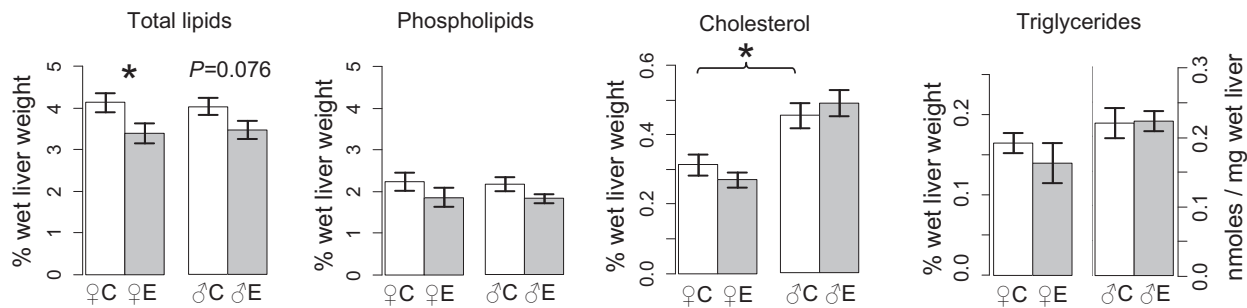 Total lipids
% wet liver weight
5
4
3
2
1
0
*
P=0.076
♀C ♀E ♂C ♂E
Phospholipids
% wet liver weight
5
4
3
2
1
0
♀C ♀E ♂C ♂E
Cholesterol
% wet liver weight
0.6
0.4
0.2
0.0
*
♀C ♀E ♂C ♂E
Triglycerides
% wet liver weight
0.2
0.1
0.0
♀C ♀E ♂C ♂E
0.3
0.2
0.1
0.0
nmoles / mg wet liver